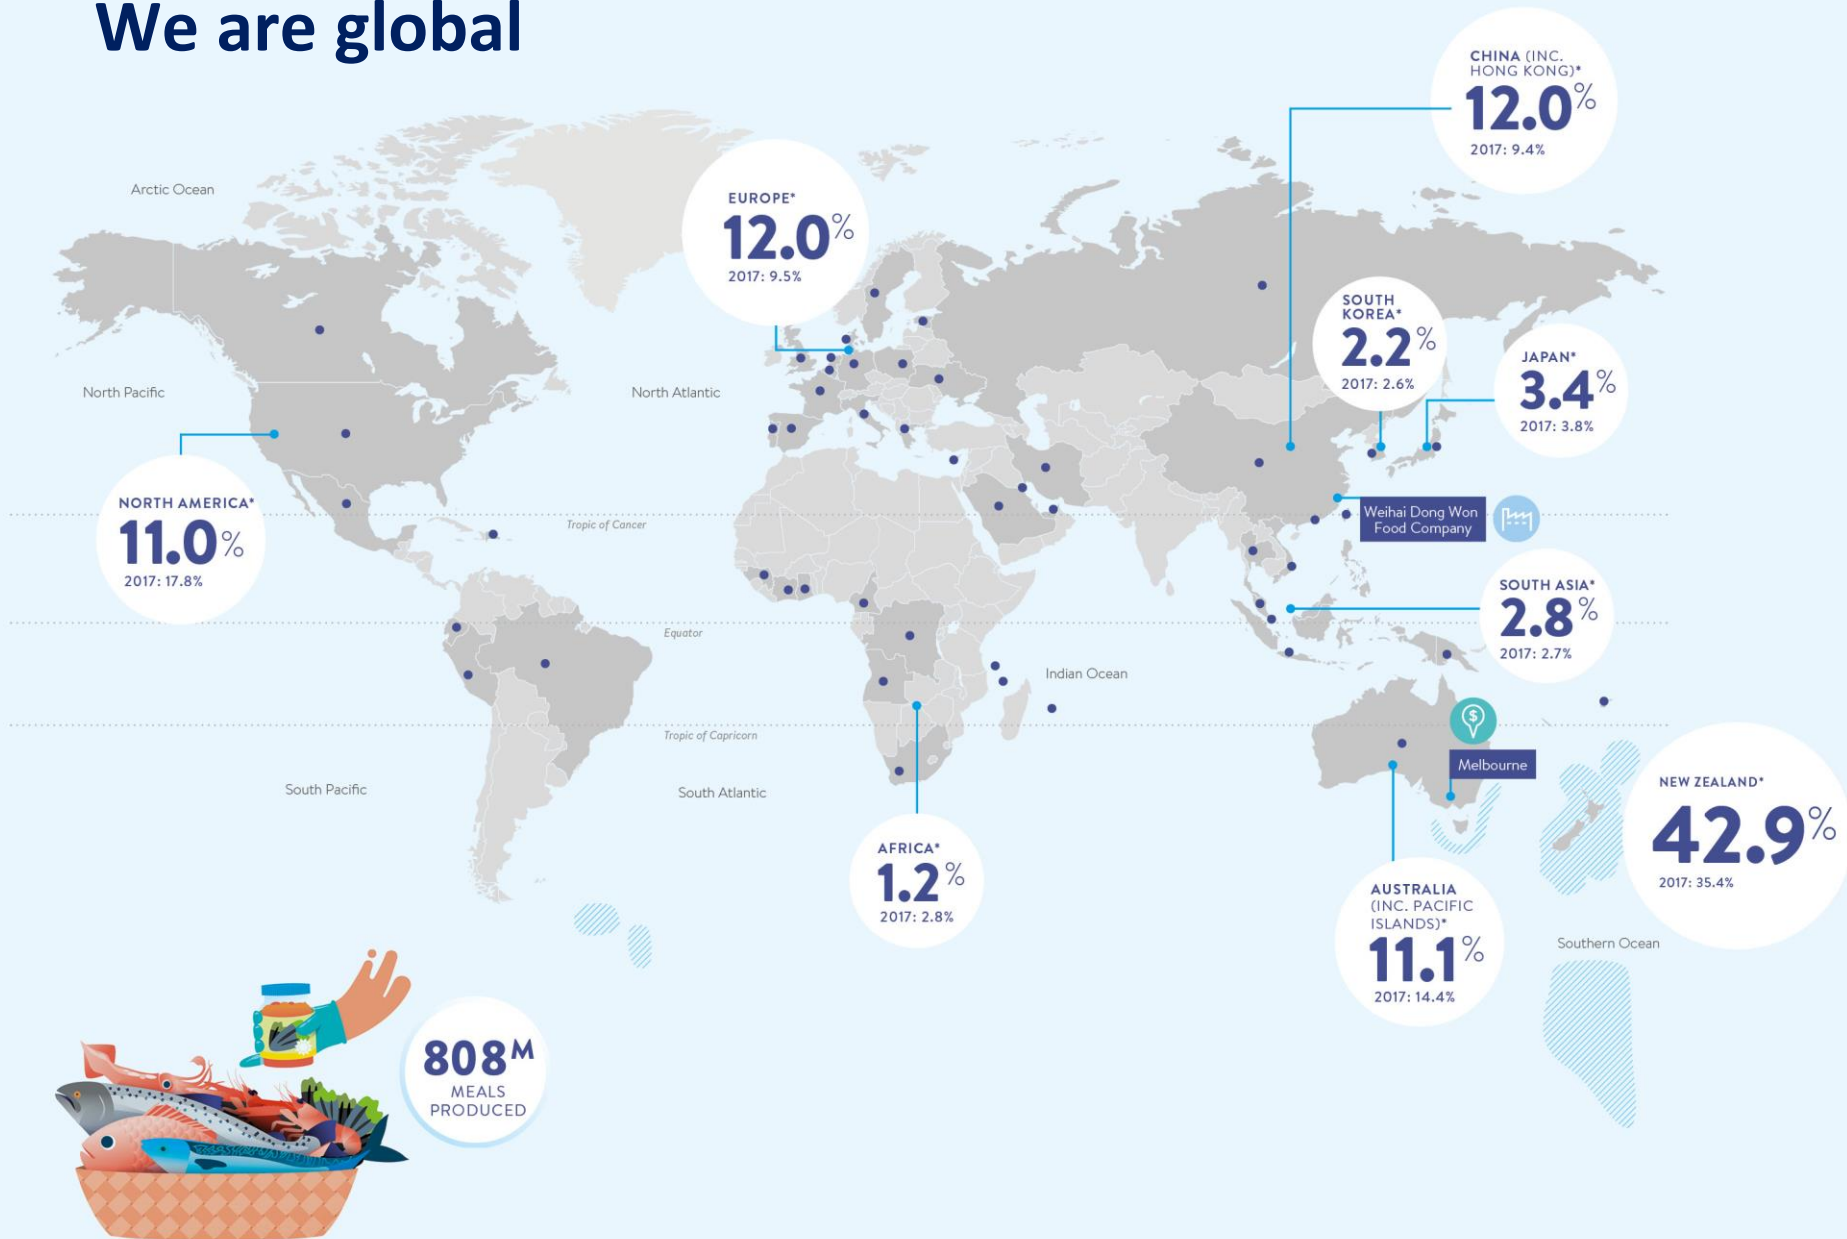 We are global
CHINA (INC.
HONG KONG)*
12.0%
2017: 9.4%
Arctic Ocean
EUROPE*
12.0%
2017: 9.5%
SOUTH
KOREA*
2.2%
2017: 2.6%
JAPAN*
3.4%
2017: 3.8%
North Pacific
North Atlantic
NORTH AMERICA*
11.0%
2017: 17.8%
Tropic of Cancer
Weihai Dong Won
Food Company
SOUTH ASIA*
2.8%
2017: 2.7%
Equator
Indian Ocean
$
Tropic of Capricorn
Melbourne
South Pacific
South Atlantic
NEW ZEALAND*
42.9%
2017: 35.4%
AFRICA*
1.2%
2017: 2.8%
AUSTRALIA
(INC. PACIFIC
ISLANDS)*
11.1%
2017: 14.4%
Southern Ocean
808M
MEALS
PRODUCED